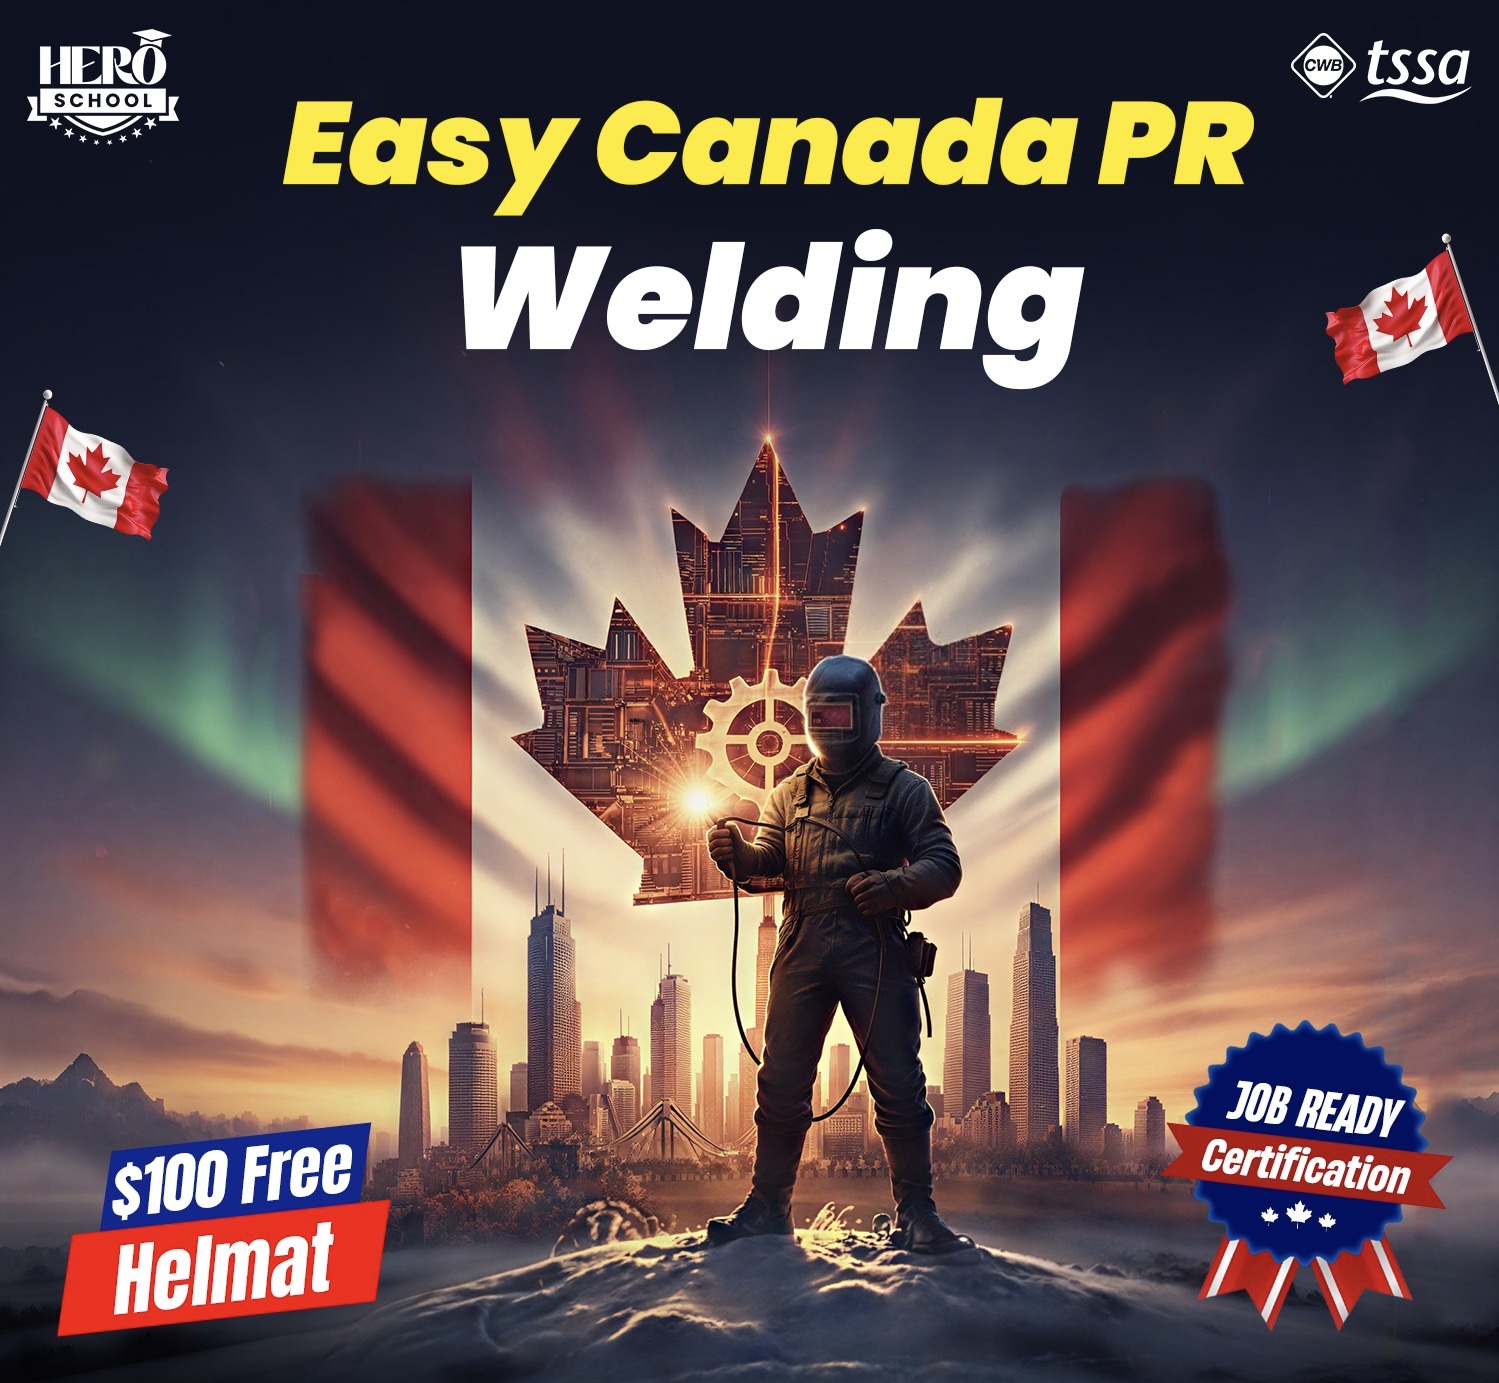 HERO
SCHOOL
CWB
tssa
Easy Canada PR
Welding
$100 Free
Helmat
JOB READY
Certification